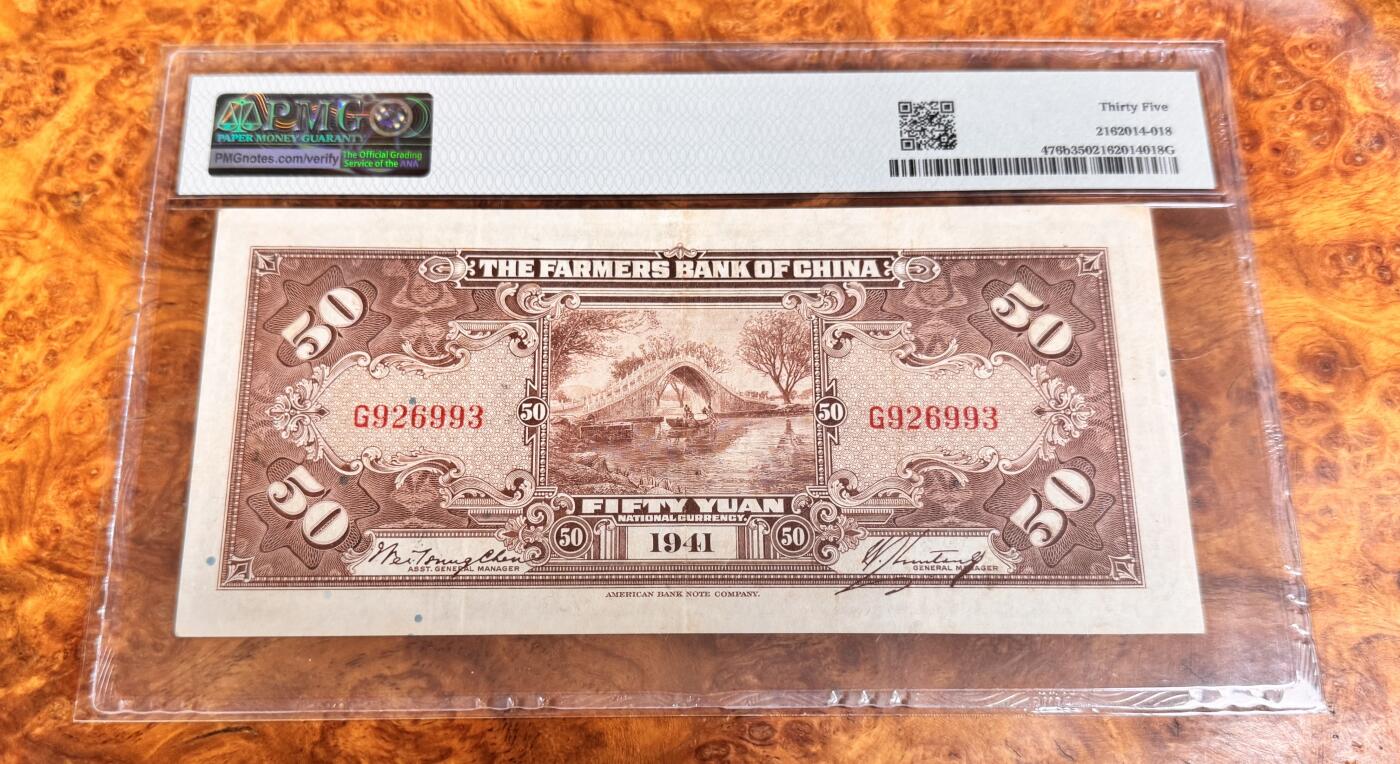 PMG
PAPER MONEY GUARANTY
PMGnotes.com/verify
The Official Grading
Service of the ANA
Thirty Five
2162014-018
476b3502162014018G
THE FARMERS BANK OF CHINA
50
50
G926993
50
50
G926993
50
50
FIFTY YUAN
NATIONAL CURRENCY.
50
1941
50
ASST. GENERAL MANAGER
GENERAL MANAGER
AMERICAN BANK NOTE COMPANY.